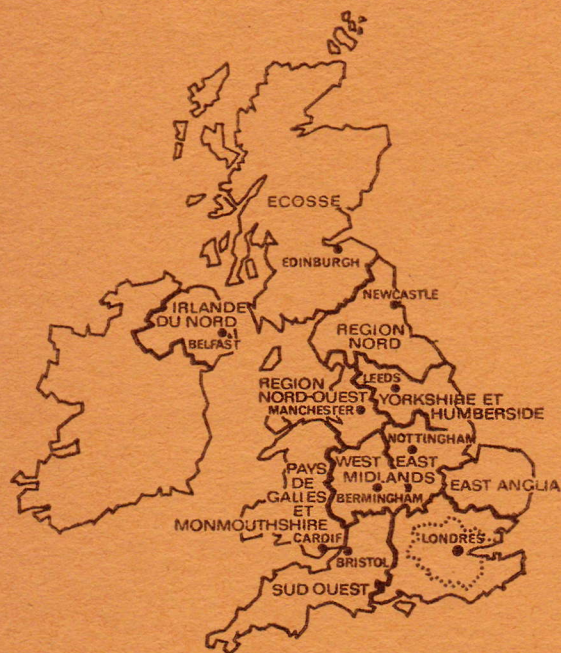 ECOSSE
EDINBURGH
NEWCASTLE
IRLANDE
DU NORD
BELFAST
REGION
NORD
REGION
NORD-OUEST
MANCHESTER
LEEDS
YORKSHIRE ET
HUMBERSIDE
NOTTINGHAM
WEST EAST
MIDLANDS
BERMINGHAM
EAST ANGLIA
PAYS
DE
GALLES
ET
MONMOUTHSHIRE
CARDIF
BRISTOL
LONDRES
SUD OUEST